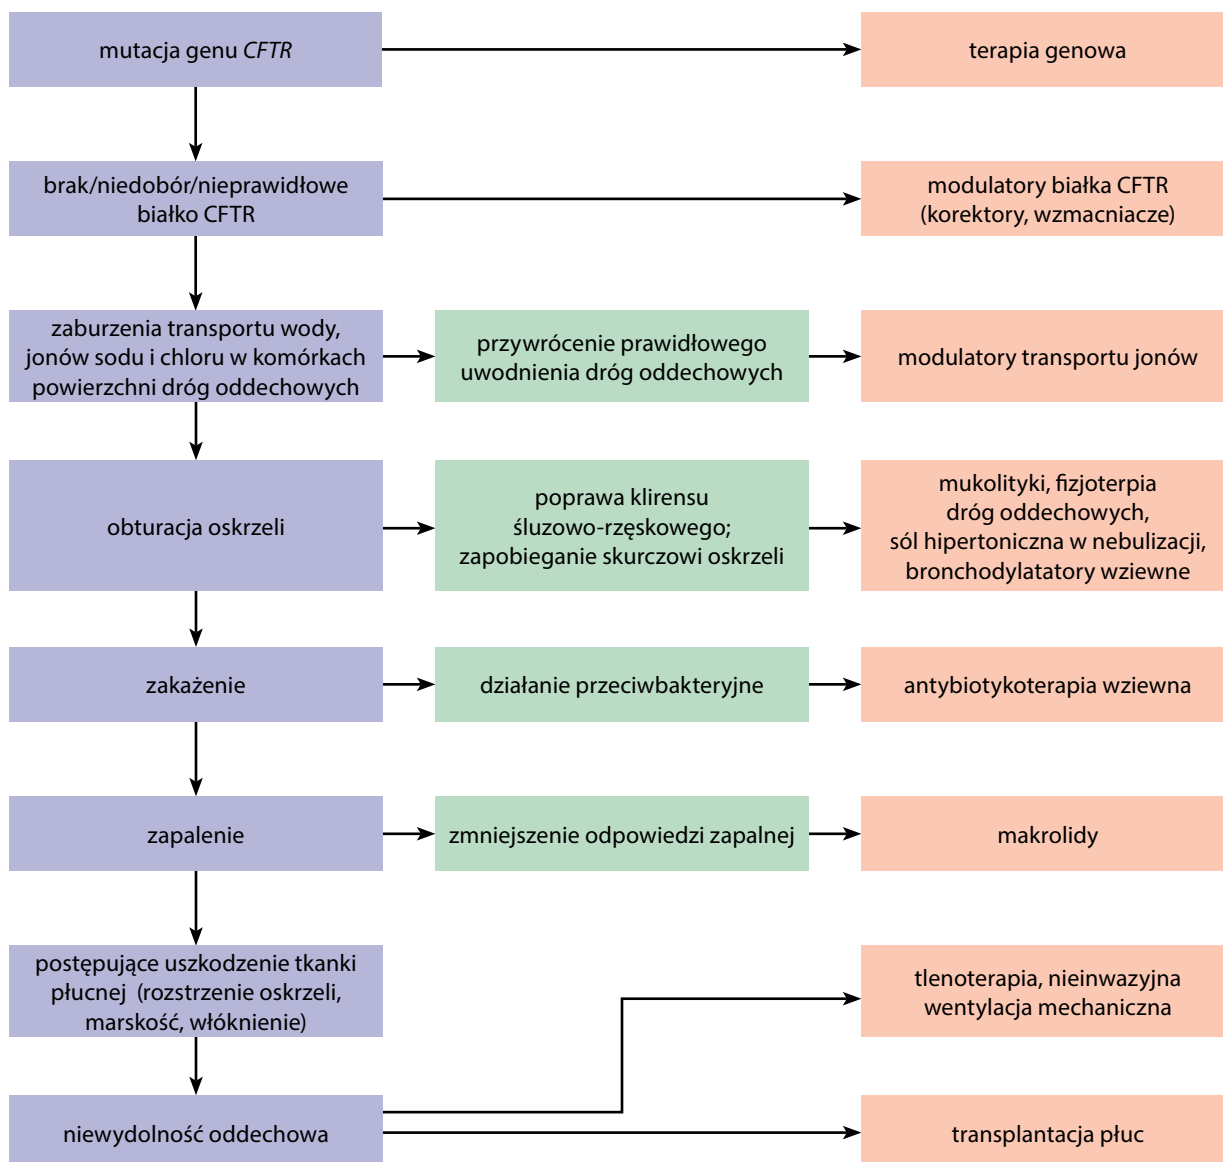 mutacja genu CFTR
terapia genowa
brak/niedobór/nieprawidłowe
białko CFTR
modulatory białka CFTR
(korektory, wzmacniacze)
zaburzenia transportu wody,
jonów sodu i chloru w komórkach
powierzchni dróg oddechowych
przywrócenie prawidłowego
uwodnienia dróg oddechowych
modulatory transportu jonów
obturacja oskrzeli
poprawa klirensu
śluzowo-rzęskowego;
zapobieganie skurczowi oskrzeli
mukolityki, fizjoterpia
dróg oddechowych,
sól hipertoniczna w nebulizacji,
bronchodylatatory wziewne
zakażenie
działanie przeciwbakteryjne
antybiotykoterapia wziewna
zapalenie
zmniejszenie odpowiedzi zapalnej
makrolidy
postępujące uszkodzenie tkanki
płucnej (rozstrzenie oskrzeli,
marskość, włóknienie)
tlenoterapia, nieinwazyjna
wentylacja mechaniczna
niewydolność oddechowa
transplantacja płuc